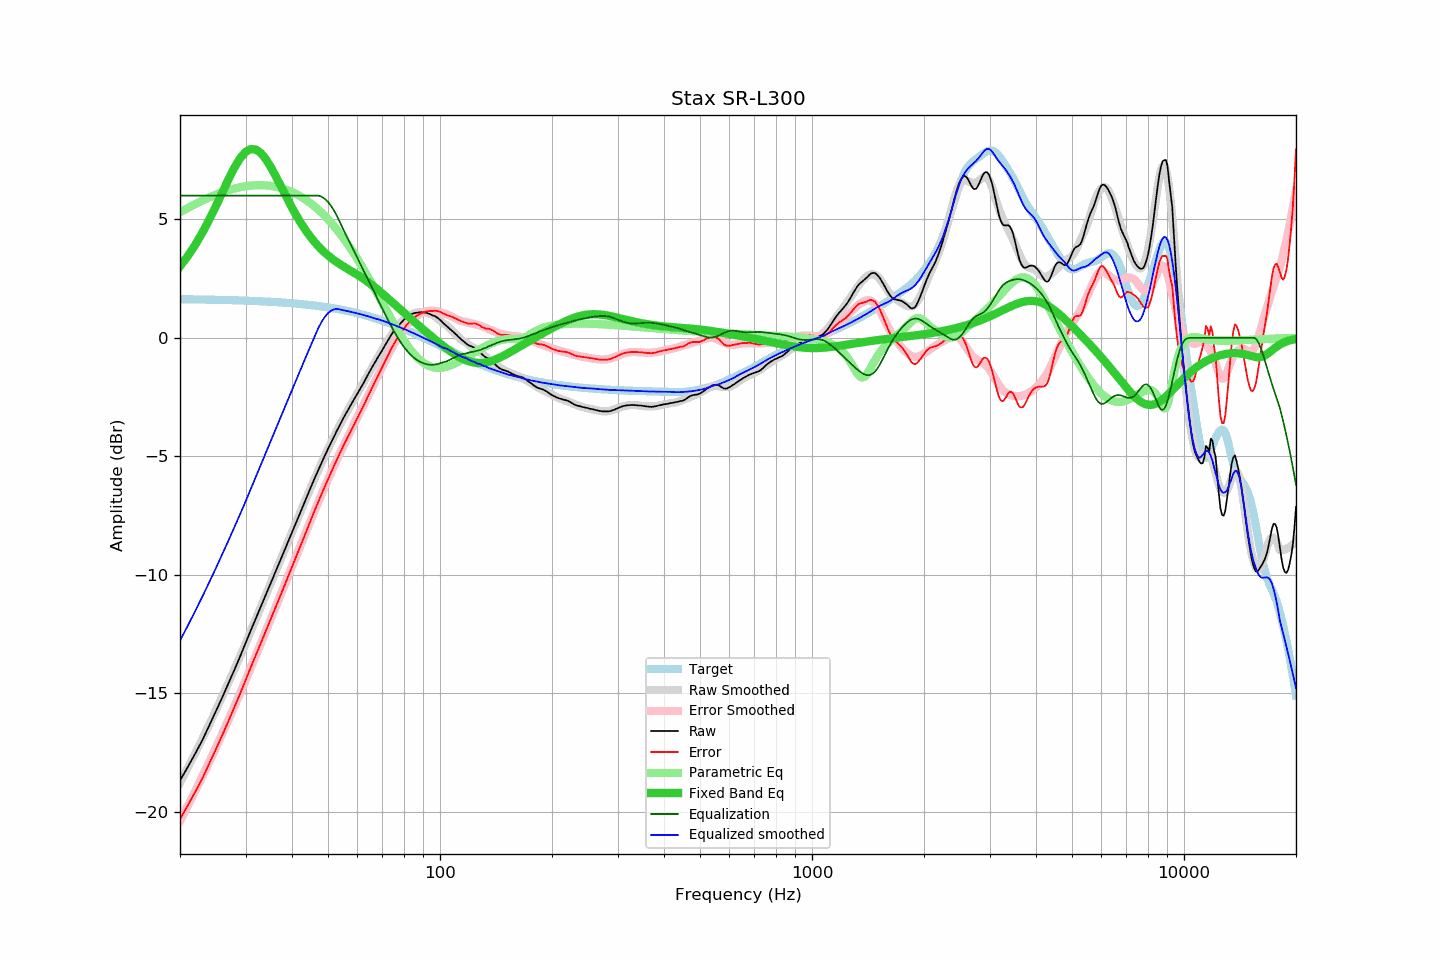 Stax SR-L300
Amplitude (dBr)
5
0
−5
−10
−15
−20
Target
Raw Smoothed
Error Smoothed
Raw
Error
Parametric Eq
Fixed Band Eq
Equalization
Equalized smoothed
100
1000
10000
Frequency (Hz)